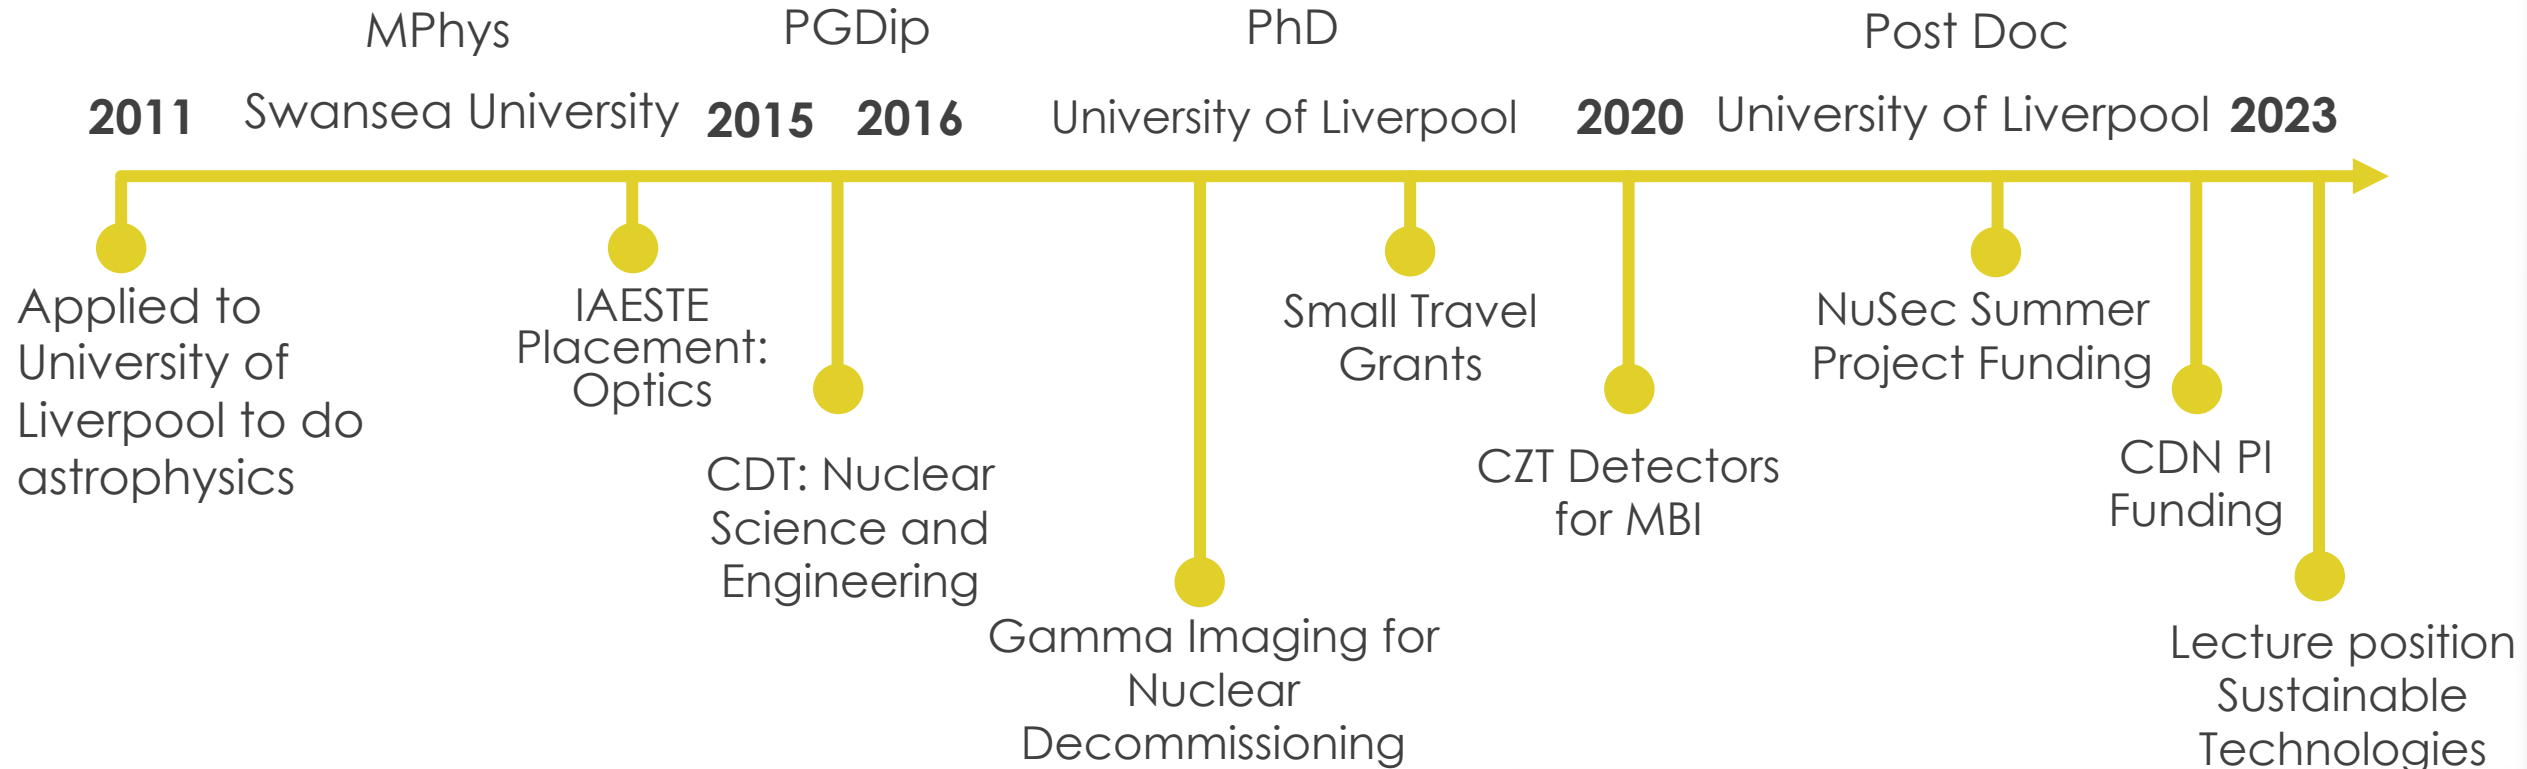 MPhys
PGDip
PhD
Post Doc
2011
Swansea University
2015
2016
University of Liverpool
2020
University of Liverpool
2023
Applied to
University of
Liverpool to do
astrophysics
IAESTE
Placement:
Optics
CDT: Nuclear
Science and
Engineering
Gamma Imaging for
Nuclear
Decommissioning
Small Travel
Grants
CZT Detectors
for MBI
NuSec Summer
Project Funding
CDN PI
Funding
Lecture position
Sustainable
Technologies